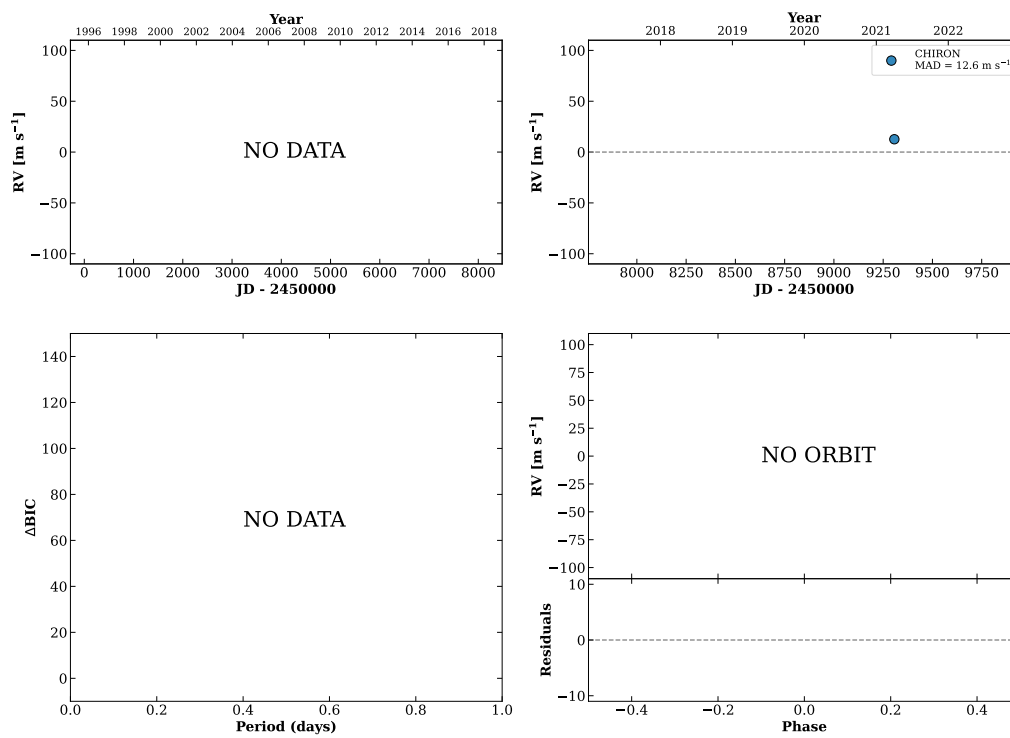 Year
1996 1998 2000 2002 2004 2006 2008 2010 2012 2014 2016 2018
RV [m s⁻¹]
100
50
0
−50
−100
NO DATA
0 1000 2000 3000 4000 5000 6000 7000 8000
JD - 2450000
Year
2018 2019 2020 2021 2022
CHIRON
MAD = 12.6 m s⁻¹
RV [m s⁻¹]
100
50
0
−50
−100
8000 8250 8500 8750 9000 9250 9500 9750
JD - 2450000
ΔBIC
140
120
100
80
60
40
20
0
NO DATA
0.0 0.2 0.4 0.6 0.8 1.0
Period (days)
RV [m s⁻¹]
100
75
50
25
0
−25
−50
−75
−100
NO ORBIT
Residuals
10
0
−10
−0.4 −0.2 0.0 0.2 0.4
Phase